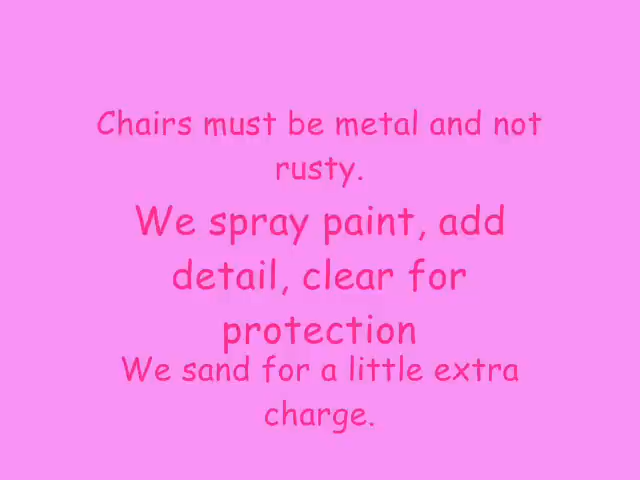 Chairs must be metal and not
rusty.
We spray paint, add
detail, clear for
protection
We sand for a little extra
charge.